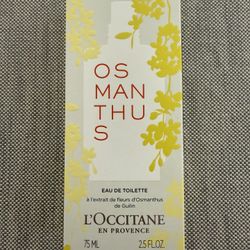 OS
MAN
THU
S
EAU DE TOILETTE
à l'extrait de fleurs d'Osmanthus
de Guilin
L'OCCITANE
EN PROVENCE
75 ML 2.5 FL.OZ.